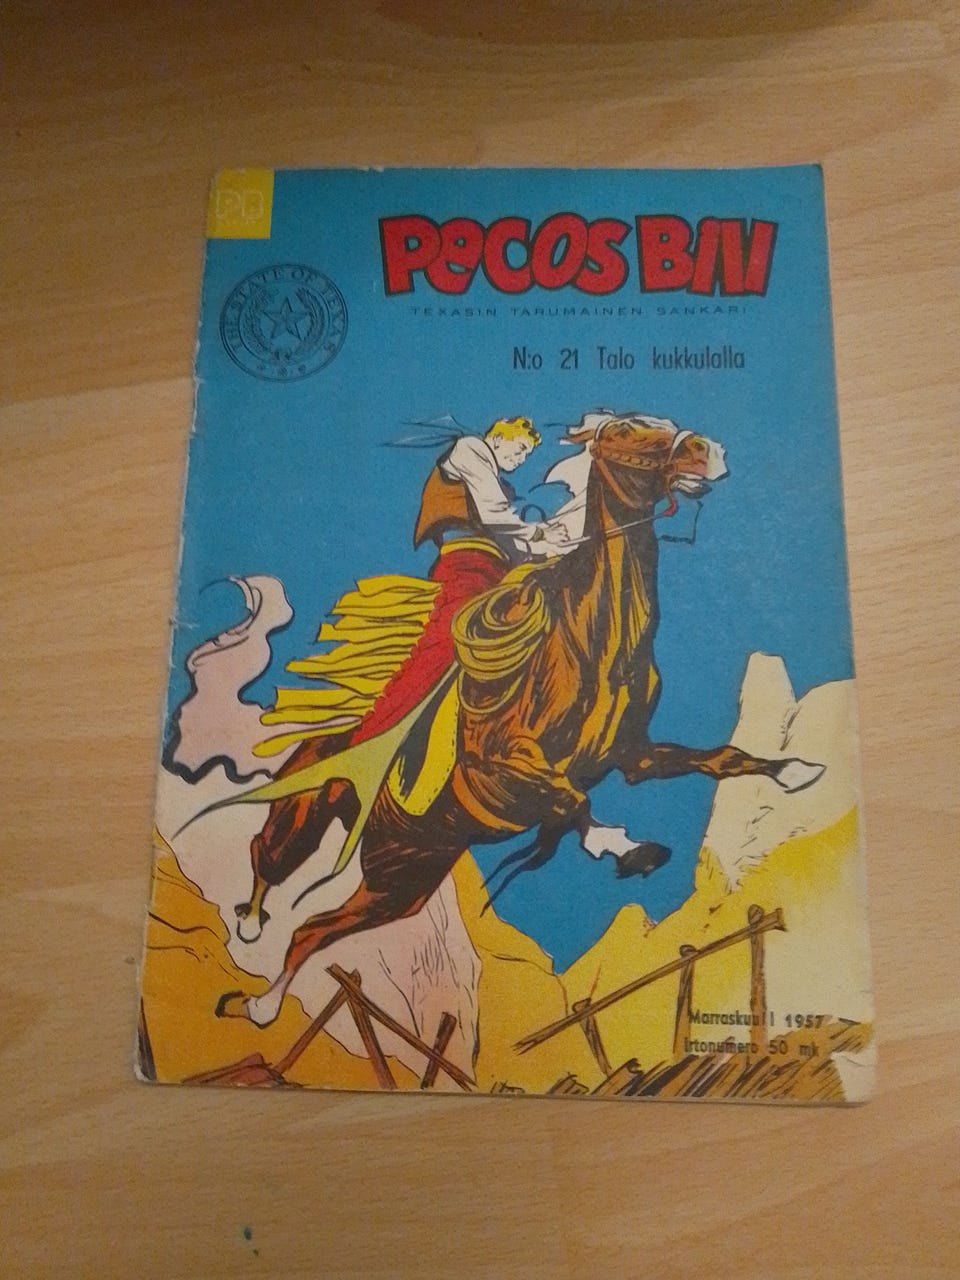 PB
PECOS BILL
TEXASIN TARUMAINEN SANKARI
THE STATE OF TEXAS
N:o 21 Talo kukkulalla
Marraskuu I 1957
Irtonumero 50 mk